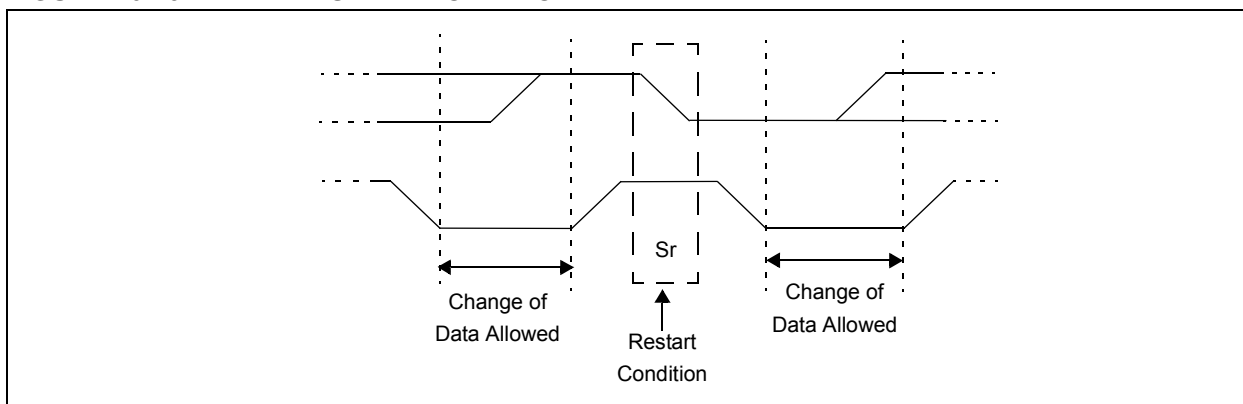 Sr
Change of
Data Allowed
Restart
Condition
Change of
Data Allowed